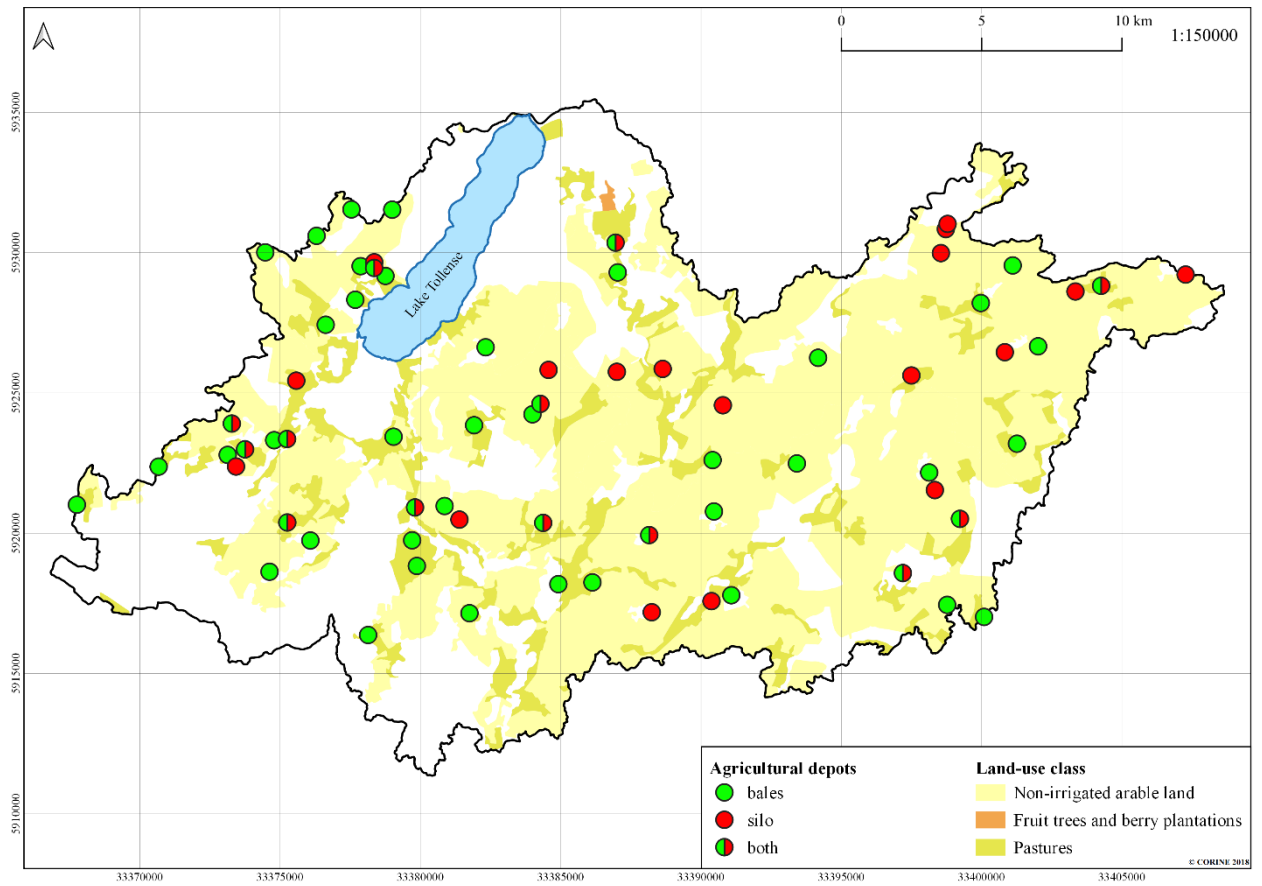 0 5 10 km
1:150000
5935000
5930000
5925000
5920000
5915000
5910000
Lake Tollense
Agricultural depots
bales
silo
both
Land-use class
Non-irrigated arable land
Fruit trees and berry plantations
Pastures
© CORINE 2018
33370000 33375000 33380000 33385000 33390000 33395000 33400000 33405000